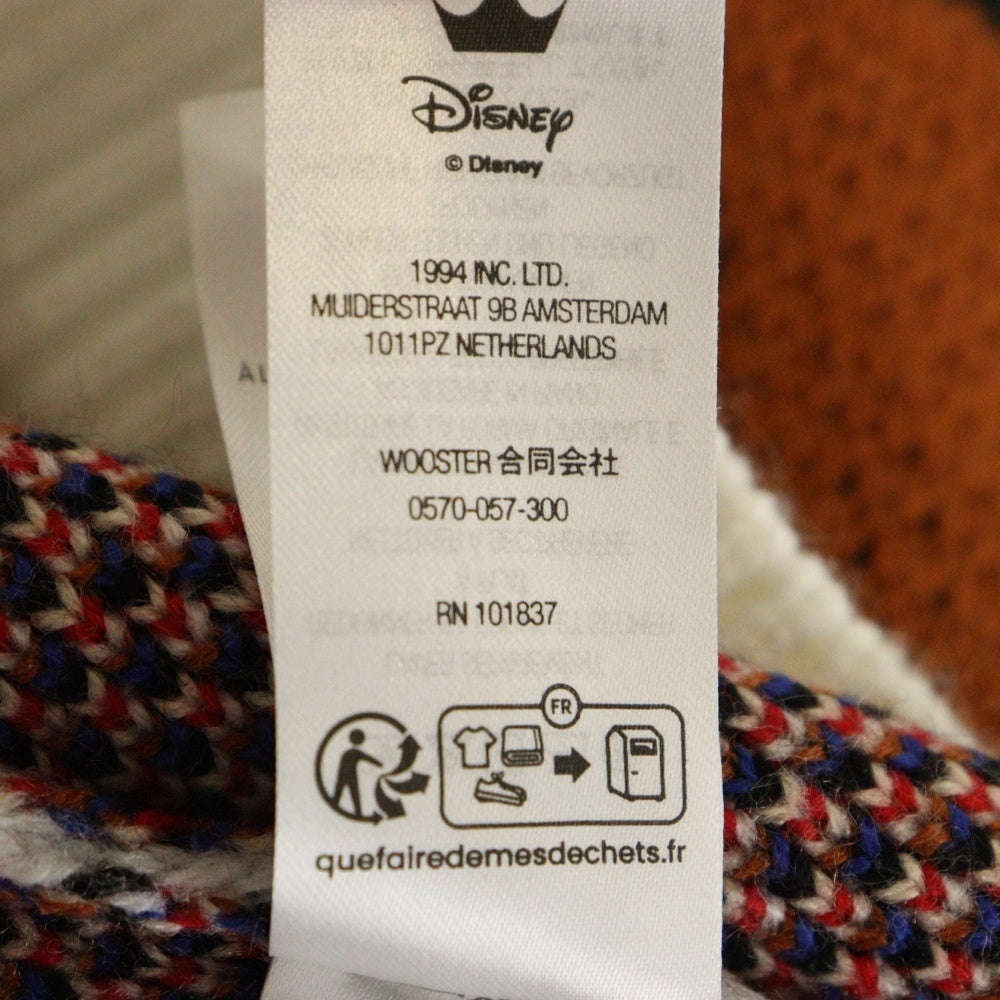 Disney
© Disney
1994 INC. LTD.
MUIDERSTRAAT 9B AMSTERDAM
1011PZ NETHERLANDS
WOOSTER 合同会社
0570-057-300
RN 101837
FR
quefairedemesdechets.fr